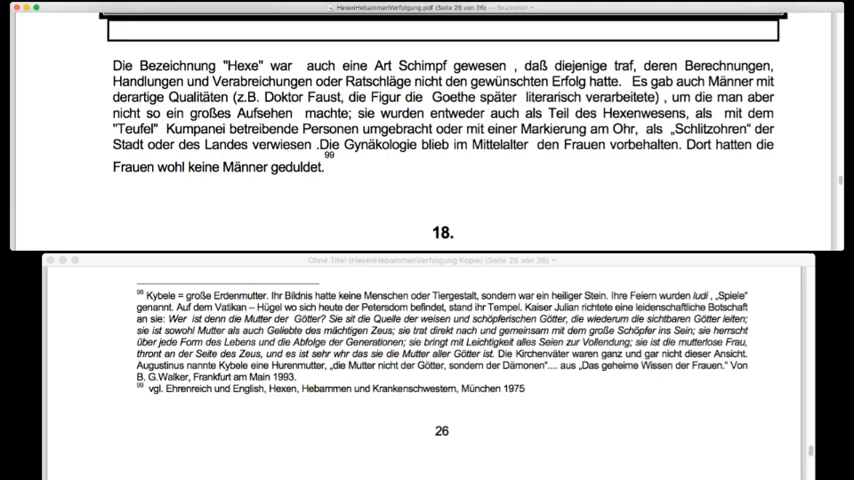 HexenHebammenVerfolgung.pdf (Seite 26 von 36) — Bearbeitet
Die Bezeichnung "Hexe" war auch eine Art Schimpf gewesen , daß diejenige traf, deren Berechnungen,
Handlungen und Verabreichungen oder Ratschläge nicht den gewünschten Erfolg hatte. Es gab auch Männer mit
derartige Qualitäten (z.B. Doktor Faust, die Figur die Goethe später literarisch verarbeitete) , um die man aber
nicht so ein großes Aufsehen machte; sie wurden entweder auch als Teil des Hexenwesens, als mit dem
"Teufel" Kumpanei betreibende Personen umgebracht oder mit einer Markierung am Ohr, als „Schlitzohren“ der
Stadt oder des Landes verwiesen .Die Gynäkologie blieb im Mittelalter den Frauen vorbehalten. Dort hatten die
Frauen wohl keine Männer geduldet. 99
18.
Ohne Titel (HevenHebammenVerfolgung Kopie) (Seite 26 von 36)
98 Kybele = große Erdenmutter. Ihr Bildnis hatte keine Menschen oder Tiergestalt, sondern war ein heiliger Stein. Ihre Feiern wurden ludi , „Spiele“
genannt. Auf dem Vatikan – Hügel wo sich heute der Petersdom befindet, stand ihr Tempel. Kaiser Julian richtete eine leidenschaftliche Botschaft
an sie: Wer ist denn die Mutter der Götter? Sie sit die Quelle der weisen und schöpferischen Götter, die wiederum die sichtbaren Götter leiten;
sie ist sowohl Mutter als auch Geliebte des mächtigen Zeus; sie trat direkt nach und gemeinsam mit dem große Schöpfer ins Sein; sie herrscht
über jede Form des Lebens und die Abfolge der Generationen; sie bringt mit Leichtigkeit alles Seien zur Vollendung; sie ist die mutterlose Frau,
thront an der Seite des Zeus, und es ist sehr whr das sie die Mutter aller Götter ist. Die Kirchenväter waren ganz und gar nicht dieser Ansicht.
Augustinus nannte Kybele eine Hurenmutter, „die Mutter nicht der Götter, sondern der Dämonen“.... aus „Das geheime Wissen der Frauen.“ Von
B. G.Walker, Frankfurt am Main 1993.
99 vgl. Ehrenreich und English, Hexen, Hebammen und Krankenschwestern, München 1975
26